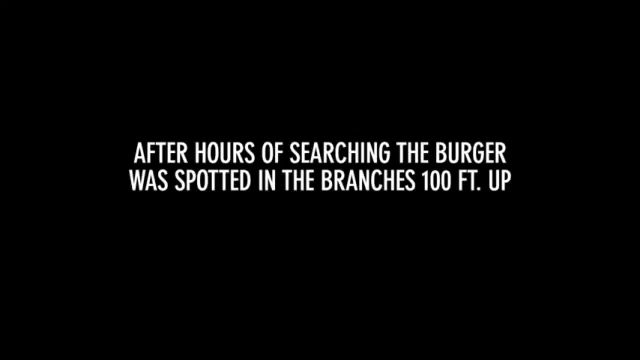 AFTER HOURS OF SEARCHING THE BURGER
WAS SPOTTED IN THE BRANCHES 100 FT. UP